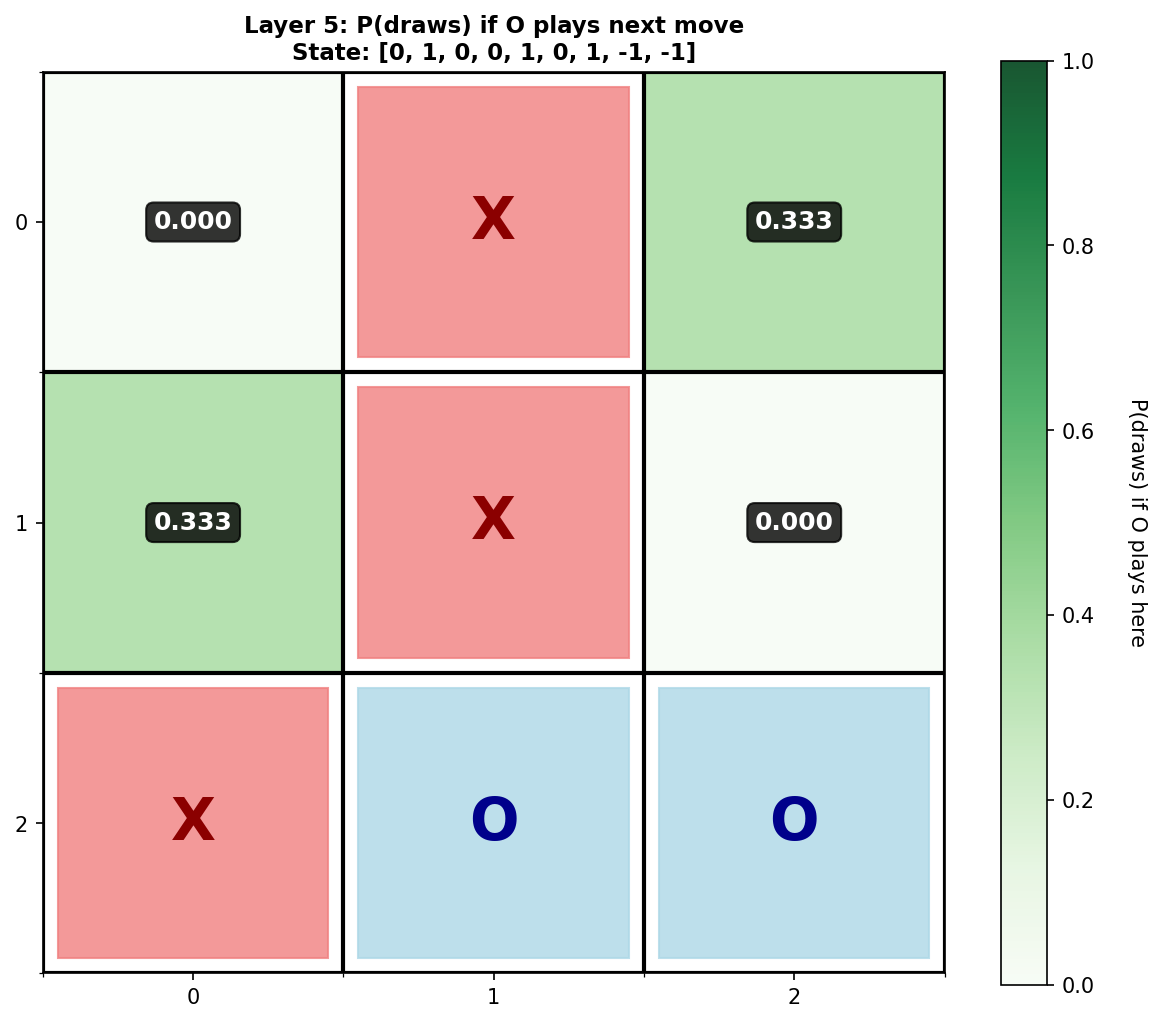 Layer 5: P(draws) if O plays next move
State: [0, 1, 0, 0, 1, 0, 1, -1, -1]
0.000 X 0.333
0.333 X 0.000
X O O
0
1
2
0 1 2
1.0
0.8
0.6
0.4
0.2
0.0
P(draws) if O plays here